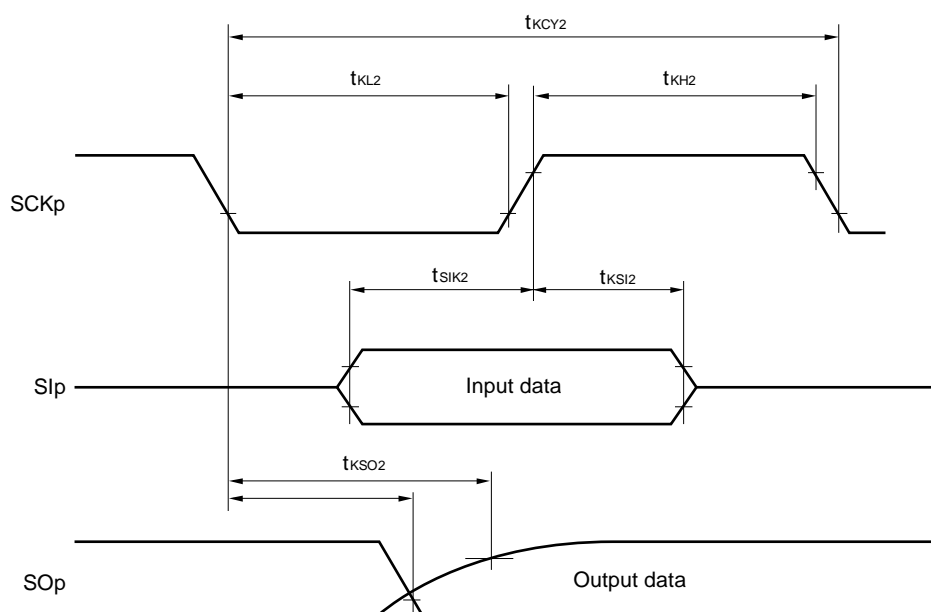 tKCY2
tKL2
tKH2
SCKp
tSIK2
tKSI2
SIp
Input data
tKSO2
SOp
Output data